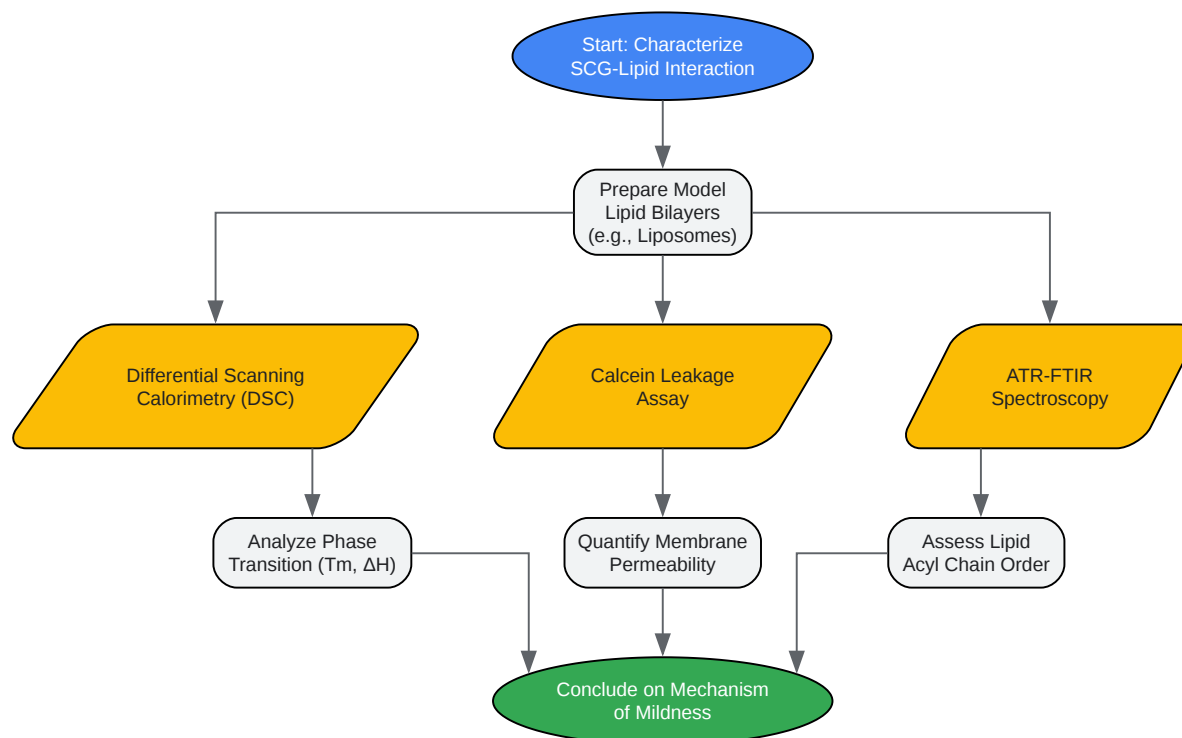 Start: Characterize
SCG-Lipid Interaction
Prepare Model
Lipid Bilayers
(e.g., Liposomes)
Differential Scanning
Calorimetry (DSC)
Calcein Leakage
Assay
ATR-FTIR
Spectroscopy
Analyze Phase
Transition (Tm, ΔH)
Quantify Membrane
Permeability
Assess Lipid
Acyl Chain Order
Conclude on Mechanism
of Mildness